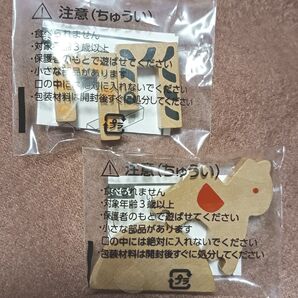 ⚠注意(ちゅうい)
・食べられません
・対象年齢3歳以上
・保護者のもとで遊ばせてください
・小さな部品があります
・口の中には絶対に入れないでください
・包装材料は開封後すぐに処分してください
プラ
⚠注意(ちゅうい)
・食べられません
・対象年齢3歳以上
・保護者のもとで遊ばせてください
・小さな部品があります
・口の中には絶対に入れないでください
・包装材料は開封後すぐに処分してください
プラ